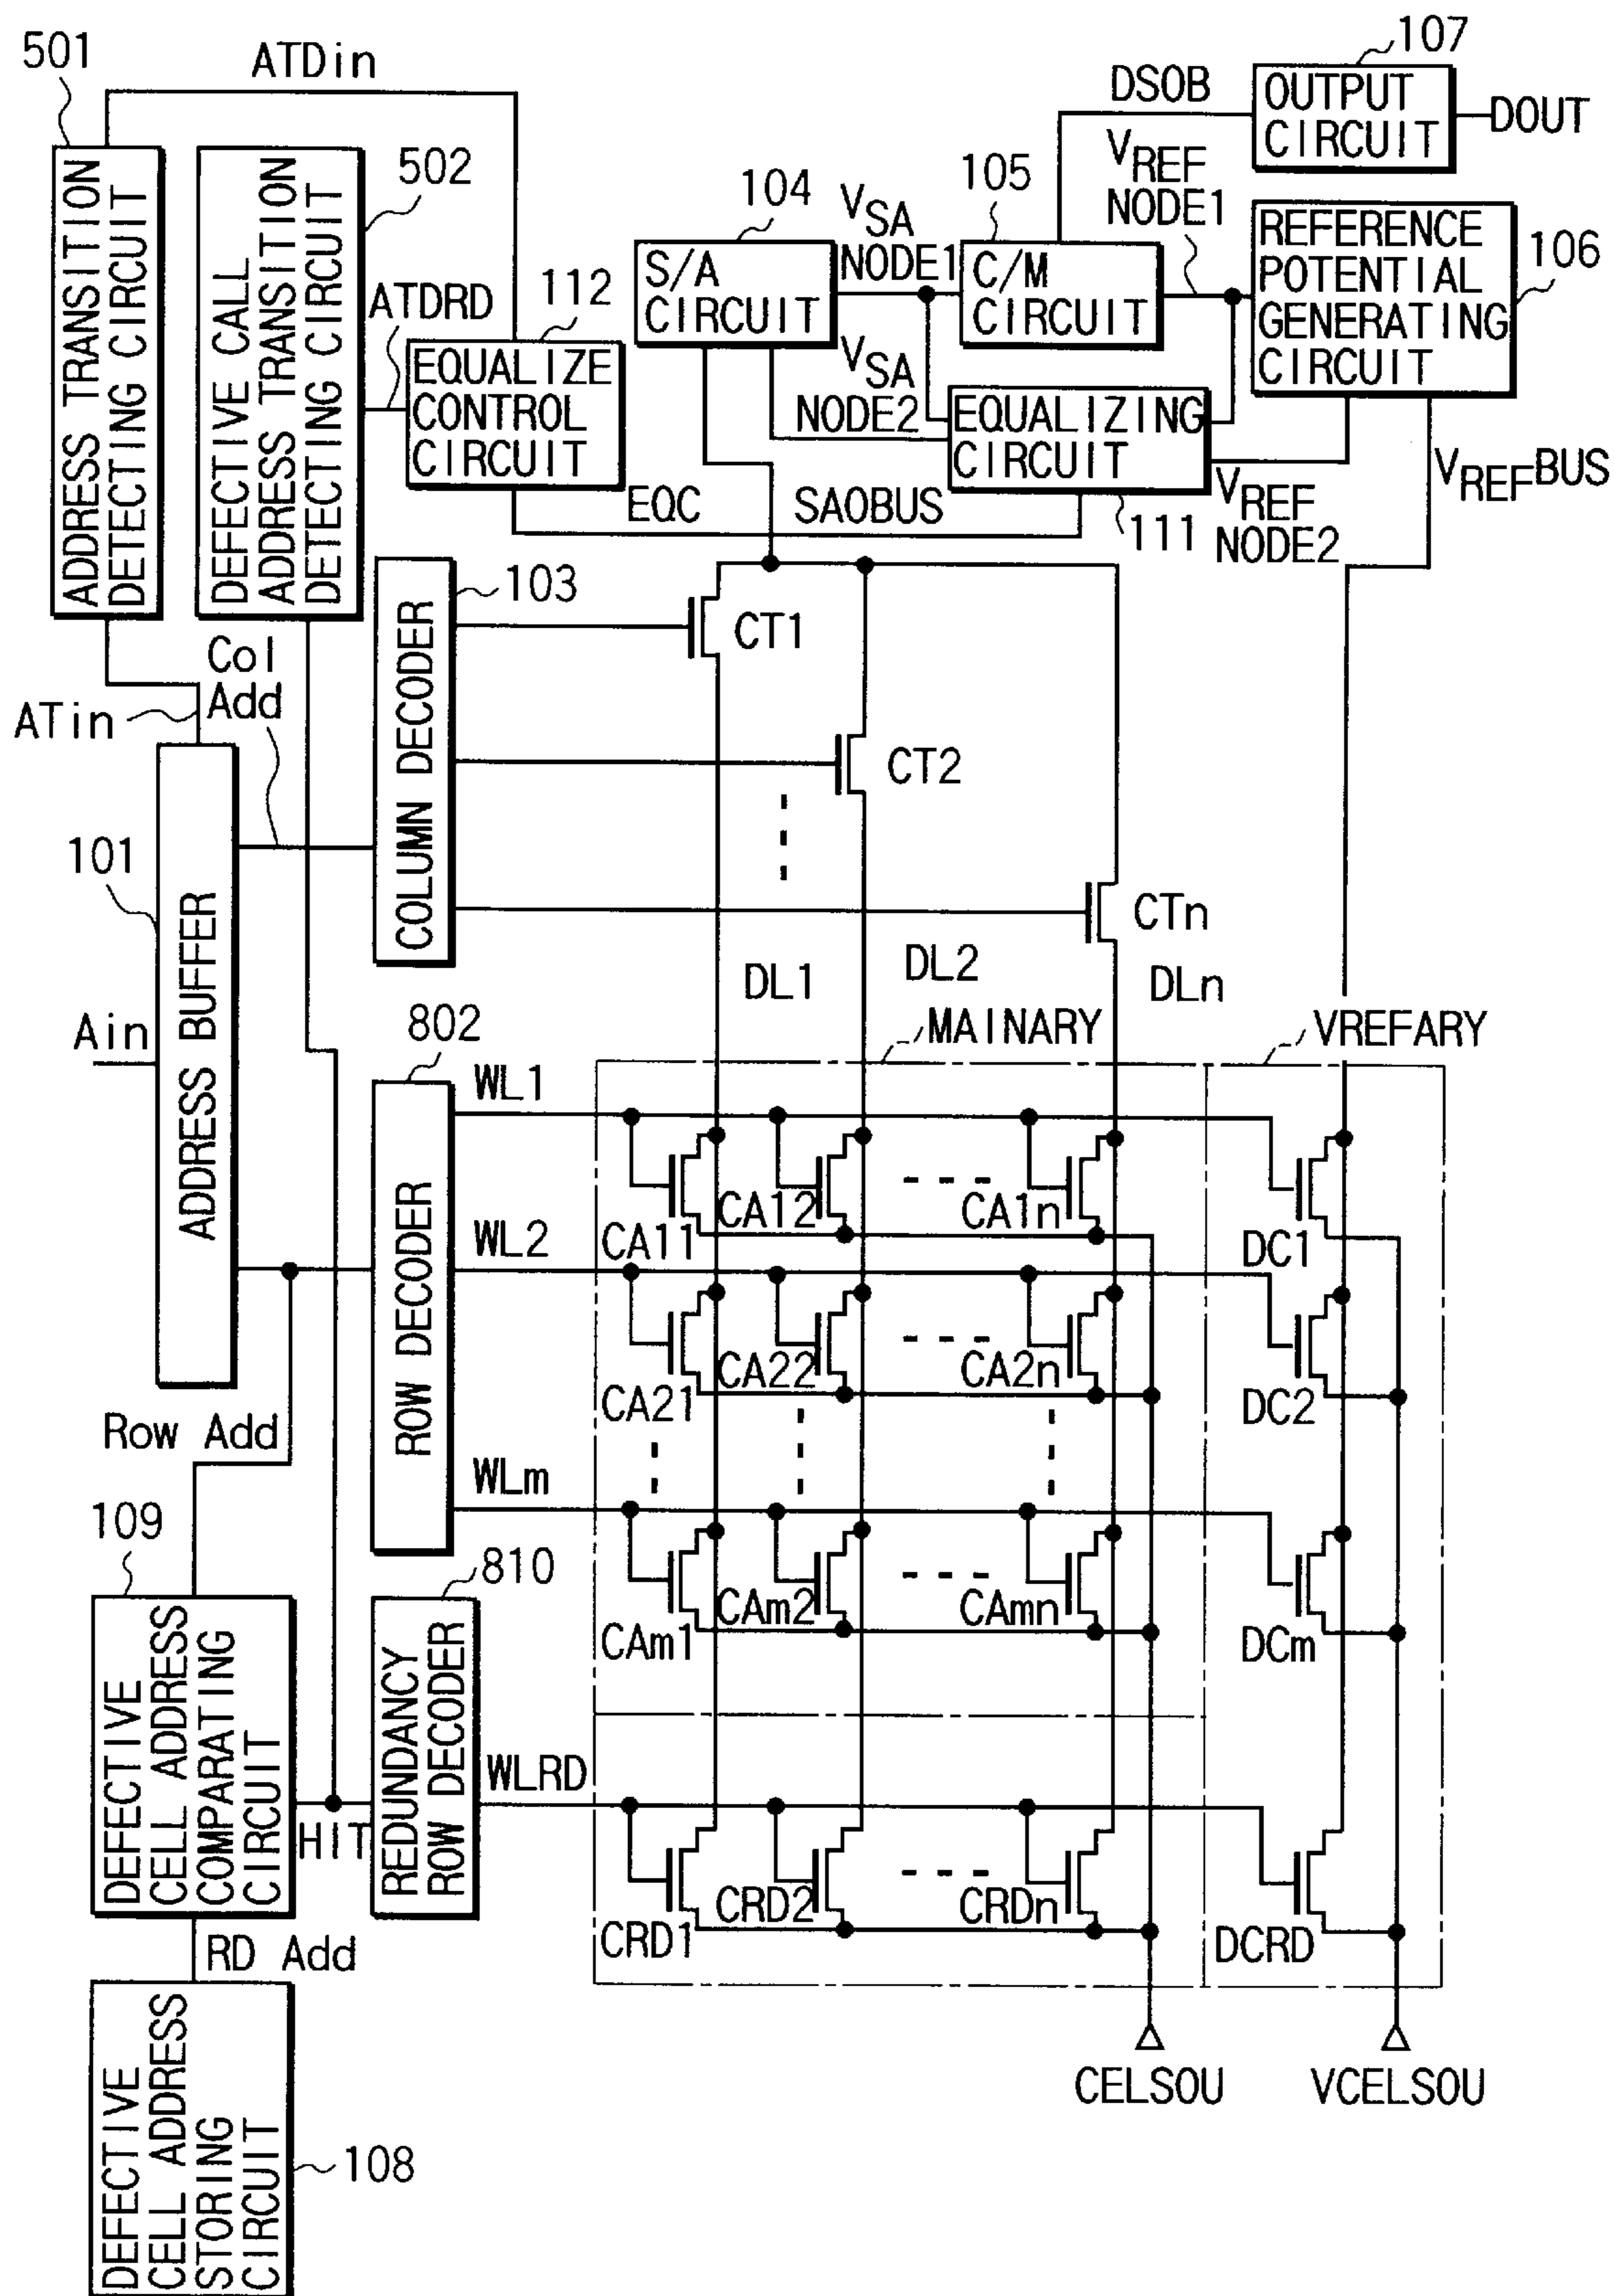 501
ATDin
107
DSOB
OUTPUT
CIRCUIT
DOUT
ADDRESS TRANSITION
DETECTING CIRCUIT
DEFECTIVE CALL
ADDRESS TRANSITION
DETECTING CIRCUIT
502
104
VSA
NODE1
105
VREF
NODE1
S/A
CIRCUIT
C/M
CIRCUIT
REFERENCE
POTENTIAL
GENERATING
CIRCUIT
106
ATDRD
112
EQUALIZE
CONTROL
CIRCUIT
VSA
NODE2
EQUALIZING
CIRCUIT
VREF
NODE2
VREFBUS
EQC
SAOBUS
111
103
COLUMN DECODER
CT1
Col
Add
ATin
CT2
101
ADDRESS BUFFER
CTn
DL1
DL2
DLn
Ain
802
MAINARY
VREFARY
ROW DECODER
WL1
CA11
CA12
CA1n
DC1
WL2
CA21
CA22
CA2n
DC2
Row Add
WLm
CAm1
CAm2
CAmn
DCm
109
DEFECTIVE
CELL ADDRESS
COMPARATING
CIRCUIT
HIT
810
REDUNDANCY
ROW DECODER
WLRD
CRD1
CRD2
CRDn
DCRD
RD Add
DEFECTIVE
CELL ADDRESS
STORING
CIRCUIT
108
CELSOU
VCELSOU